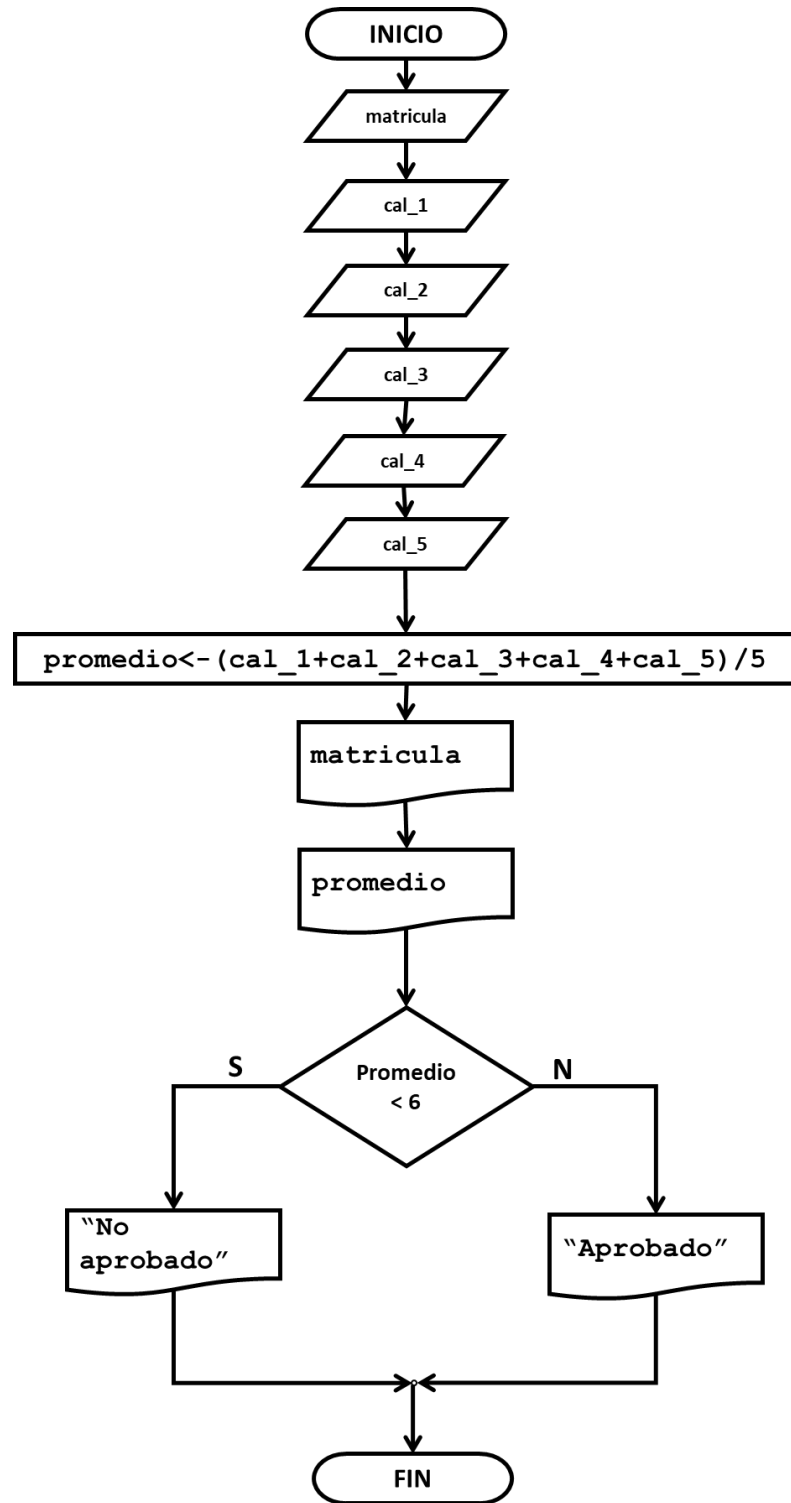 INICIO
matricula
cal_1
cal_2
cal_3
cal_4
cal_5
promedio<-(cal_1+cal_2+cal_3+cal_4+cal_5)/5
matricula
promedio
S
Promedio
< 6
N
“No
aprobado”
“Aprobado”
FIN